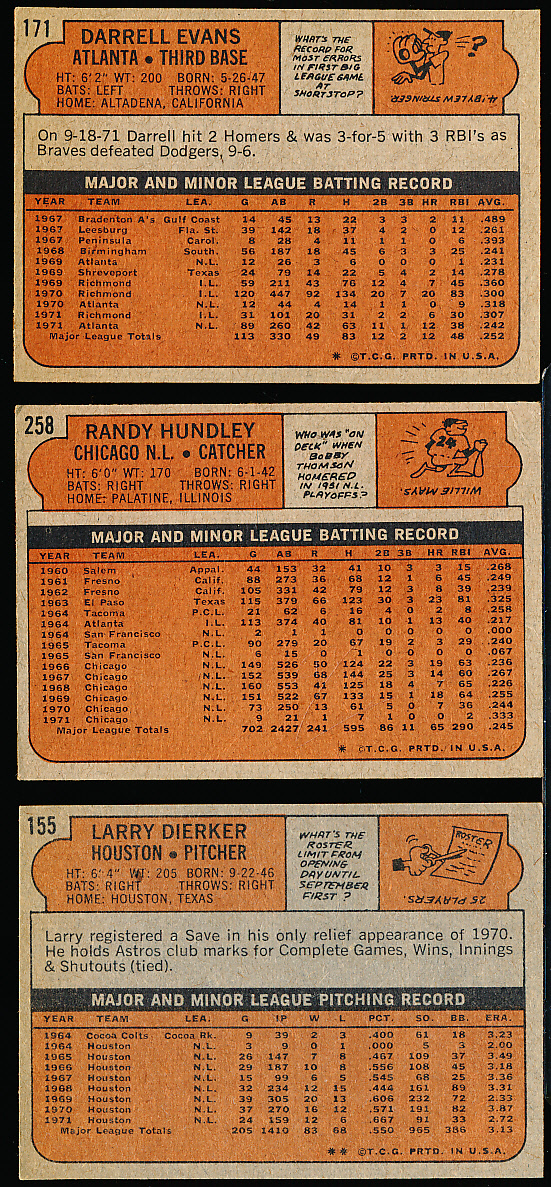 171
DARRELL EVANS
ATLANTA • THIRD BASE
HT: 6'2" WT: 200 BORN: 5-26-47
BATS: LEFT THROWS: RIGHT
HOME: ALTADENA, CALIFORNIA
WHAT'S THE
RECORD FOR
MOST ERRORS
IN FIRST BIG
LEAGUE GAME
AT
SHORTSTOP?
?
4. BY LEW STRINGER
On 9-18-71 Darrell hit 2 Homers & was 3-for-5 with 3 RBI's as
Braves defeated Dodgers, 9-6.
MAJOR AND MINOR LEAGUE BATTING RECORD
YEAR TEAM LEA. G AB R H 2B 3B HR RBI AVG.
1967 Bradenton A's Gulf Coast 14 45 13 22 3 3 2 11 .489
1967 Leesburg Fla. St. 39 142 18 37 4 2 0 12 .261
1967 Peninsula Carol. 8 28 4 11 1 1 0 6 .393
1968 Birmingham South. 56 187 18 45 6 3 3 25 .241
1969 Atlanta N.L. 12 26 3 6 0 0 0 1 .231
1969 Shreveport Texas 24 79 14 22 5 4 2 14 .278
1969 Richmond I.L. 59 211 43 76 12 4 7 45 .360
1970 Richmond I.L. 120 447 92 134 20 7 20 83 .300
1970 Atlanta N.L. 12 44 4 14 1 1 0 9 .318
1971 Richmond I.L. 31 101 20 31 2 2 6 30 .307
1971 Atlanta N.L. 89 260 42 63 11 1 12 38 .242
Major League Totals 113 330 49 83 12 2 12 48 .252
* ©T.C.G. PRTD. IN U.S.A.
258
RANDY HUNDLEY
CHICAGO N.L. • CATCHER
HT: 6'0" WT: 170 BORN: 6-1-42
BATS: RIGHT THROWS: RIGHT
HOME: PALATINE, ILLINOIS
WHO WAS "ON
DECK" WHEN
BOBBY
THOMSON
HOMERED
IN 1951 N.L.
PLAYOFFS?
24
WILLIE MAYS
MAJOR AND MINOR LEAGUE BATTING RECORD
YEAR TEAM LEA. G AB R H 2B 3B HR RBI AVG.
1960 Salem Appal. 44 153 32 41 10 3 3 15 .268
1961 Fresno Calif. 88 273 36 68 12 1 6 45 .249
1962 Fresno Calif. 105 331 42 79 12 3 8 39 .239
1963 El Paso Texas 115 379 66 123 30 3 23 81 .325
1964 Tacoma P.C.L. 21 62 6 16 4 0 2 8 .258
1964 Atlanta I.L. 113 374 40 81 10 1 13 40 .217
1964 San Francisco N.L. 2 1 1 0 0 0 0 0 .000
1965 Tacoma P.C.L. 90 279 20 67 19 2 3 29 .240
1965 San Francisco N.L. 6 15 0 1 0 0 0 0 .067
1966 Chicago N.L. 149 526 50 124 22 3 19 63 .236
1967 Chicago N.L. 152 539 68 144 25 3 14 60 .267
1968 Chicago N.L. 160 553 41 125 18 4 7 65 .226
1969 Chicago N.L. 151 522 67 133 15 1 18 64 .255
1970 Chicago N.L. 73 250 13 61 5 0 7 36 .244
1971 Chicago N.L. 9 21 1 7 1 0 0 2 .333
Major League Totals 702 2427 241 595 86 11 65 290 .245
* ©T.C.G. PRTD. IN U.S.A.
155
LARRY DIERKER
HOUSTON • PITCHER
HT: 6'4" WT: 205 BORN: 9-22-46
BATS: RIGHT THROWS: RIGHT
HOME: HOUSTON, TEXAS
WHAT'S THE
ROSTER
LIMIT FROM
OPENING
DAY UNTIL
SEPTEMBER
FIRST ?
ROSTER
25 PLAYERS.
Larry registered a Save in his only relief appearance of 1970.
He holds Astros club marks for Complete Games, Wins, Innings
& Shutouts (tied).
MAJOR AND MINOR LEAGUE PITCHING RECORD
YEAR TEAM LEA. G IP W L PCT. SO. BB. ERA.
1964 Cocoa Colts Cocoa Rk. 9 39 2 3 .400 61 18 3.23
1964 Houston N.L. 3 9 0 1 .000 5 3 2.00
1965 Houston N.L. 26 147 7 8 .467 109 37 3.49
1966 Houston N.L. 29 187 10 8 .556 108 45 3.18
1967 Houston N.L. 15 99 6 5 .545 68 25 3.36
1968 Houston N.L. 32 234 12 15 .444 161 89 3.31
1969 Houston N.L. 39 305 20 13 .606 232 72 2.33
1970 Houston N.L. 37 270 16 12 .571 191 82 3.87
1971 Houston N.L. 24 159 12 6 .667 91 33 2.72
Major League Totals 205 1410 83 68 .550 965 386 3.13
** ©T.C.G. PRTD. IN U.S.A.